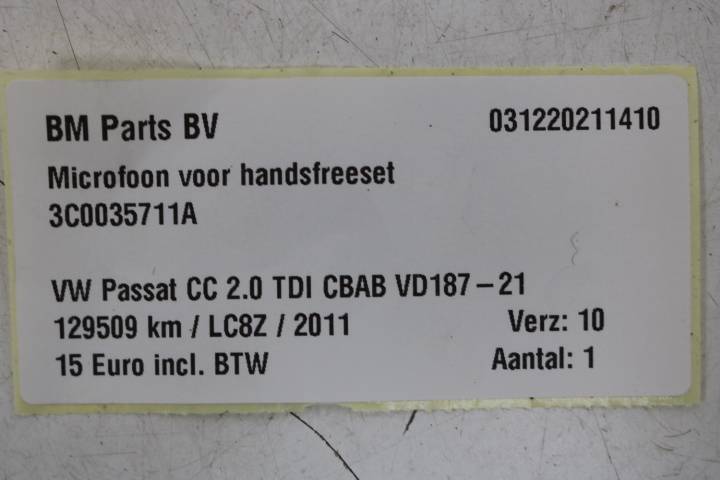 BM Parts BV 031220211410
Microfoon voor handsfreeset
3C0035711A
VW Passat CC 2.0 TDI CBAB VD187-21
129509 km / LC8Z / 2011 Verz: 10
15 Euro incl. BTW Aantal: 1